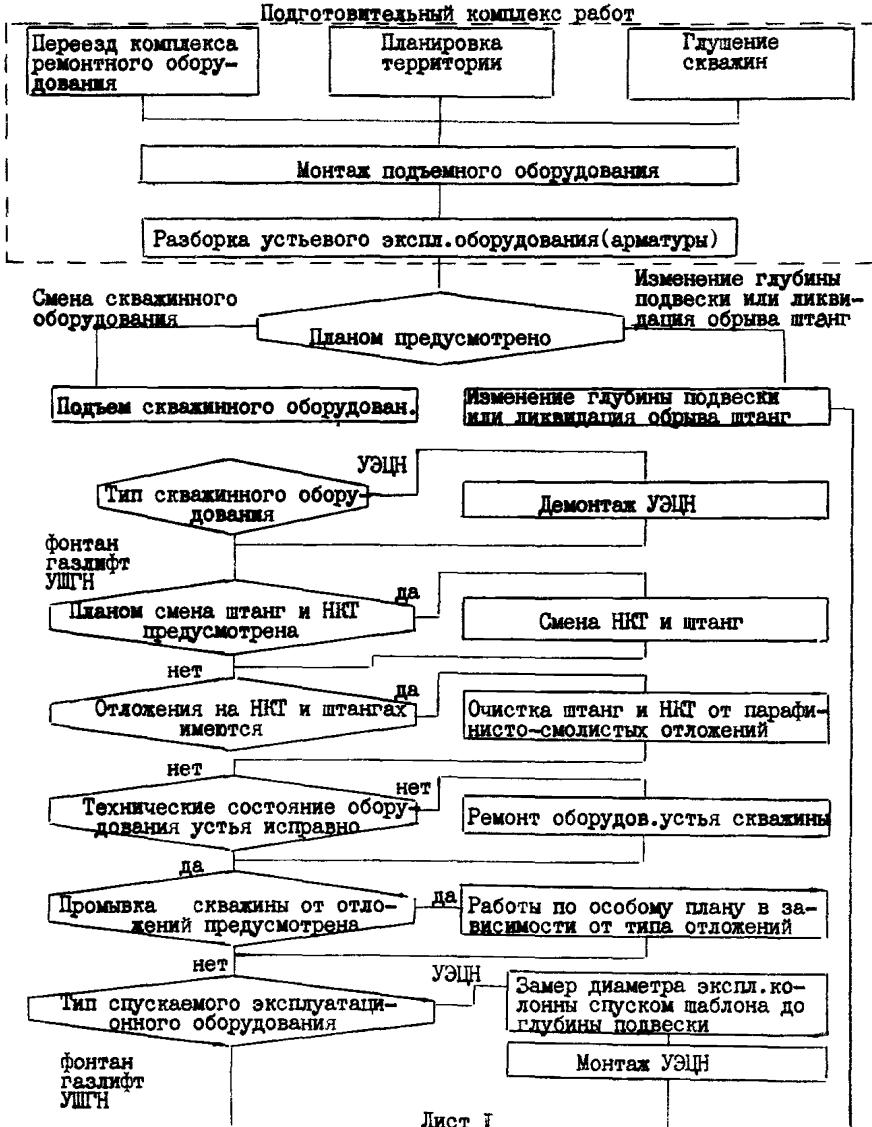 Подготовительный комплекс работ
Переезд комплекса
ремонтного обору-
дования
Планировка
территории
Глушение
скважин
Монтаж подъемного оборудования
Разборка устьевого экспл.оборудования(арматуры)
Смена скважинного
оборудования
Изменение глубины
подвески или ликви-
дация обрыва штанг
Планом предусмотрено
Подъем скважинного оборудован.
Изменение глубины подвески
или ликвидация обрыва штанг
УЭЦН
Тип скважинного обору-
дования
Демонтаж УЭЦН
фонтан
газлифт
УШГН
да
Планом смена штанг и НКТ
предусмотрена
Смена НКТ и штанг
нет
да
Отложения на НКТ и штангах
имеются
Очистка штанг и НКТ от парафи-
нисто-смолистых отложений
нет
нет
Технические состояние обору-
дования устья исправно
Ремонт оборудов.устья скважины
да
Промывка скважины от отло-
жений предусмотрена
да
Работы по особому плану в за-
висимости от типа отложений
нет
УЭЦН
Тип спускаемого эксплуатаци-
онного оборудования
Замер диаметра экспл.ко-
лонны спуском шаблона до
глубины подвески
Монтаж УЭЦН
фонтан
газлифт
УШГН
Лист I